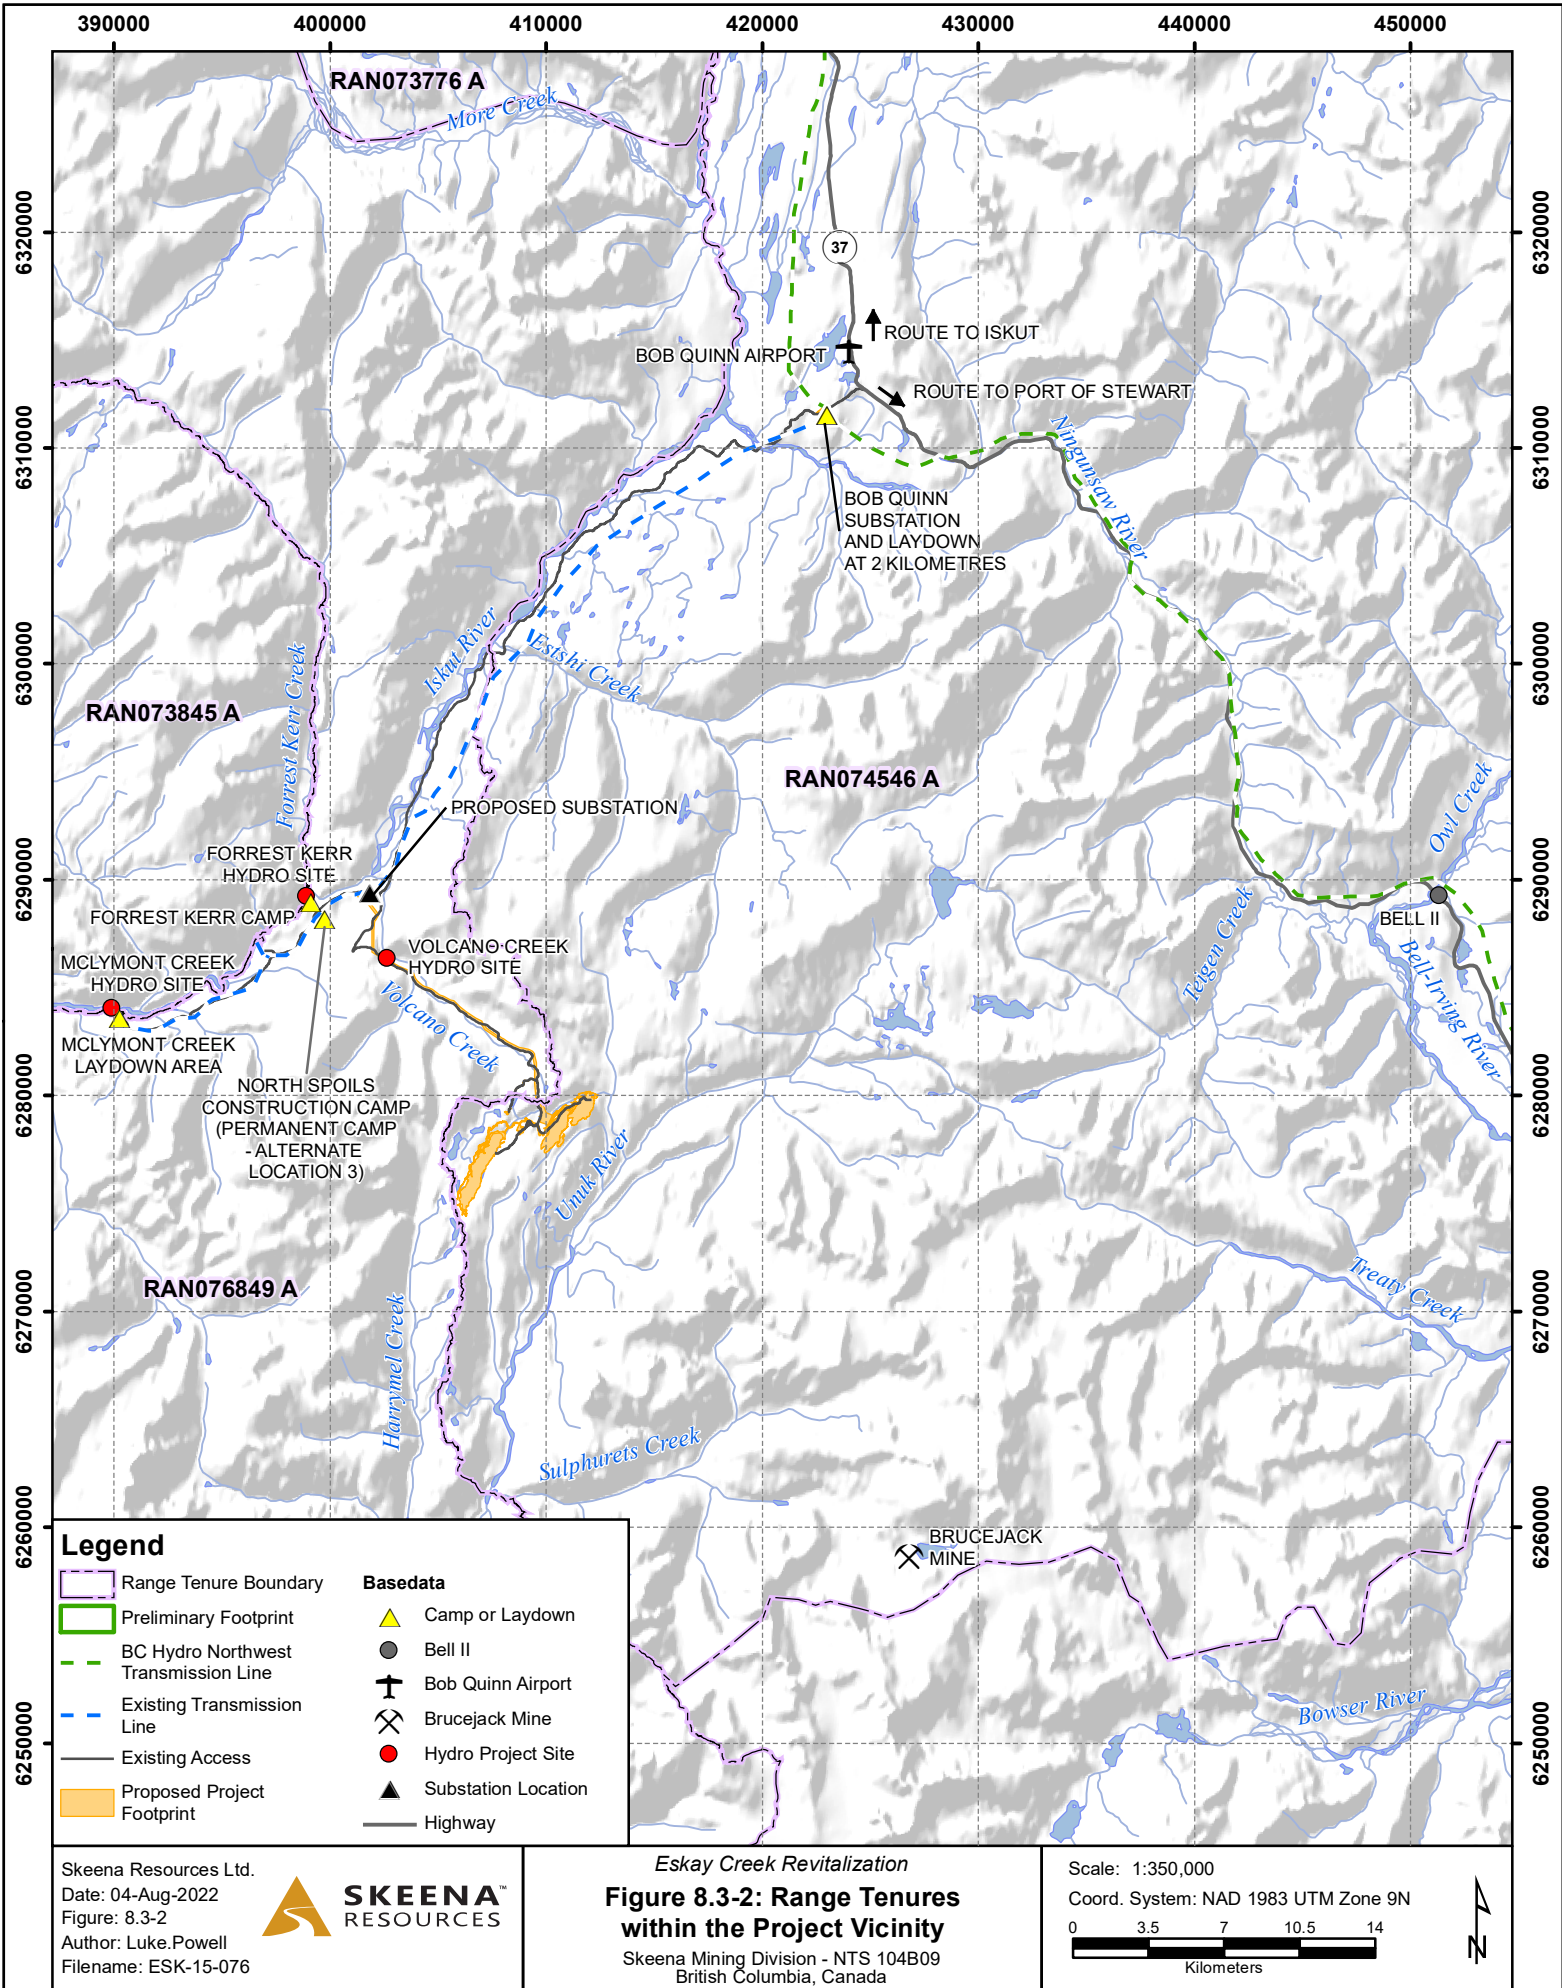 390000
400000
410000
420000
430000
440000
450000
RAN073776 A
More Creek
6320000
6320000
37
ROUTE TO ISKUT
BOB QUINN AIRPORT
ROUTE TO PORT OF STEWART
6310000
6310000
Ningunsaw River
BOB QUINN
SUBSTATION
AND LAYDOWN
AT 2 KILOMETRES
Iskut River
Estshi Creek
6300000
6300000
Forrest Kerr Creek
RAN073845 A
RAN074546 A
PROPOSED SUBSTATION
Owl Creek
FORREST KERR
HYDRO SITE
6290000
6290000
FORREST KERR CAMP
BELL II
VOLCANO CREEK
HYDRO SITE
MCLYMONT CREEK
HYDRO SITE
Teigen Creek
Bell-Irving River
Volcano Creek
MCLYMONT CREEK
LAYDOWN AREA
NORTH SPOILS
CONSTRUCTION CAMP
(PERMANENT CAMP
- ALTERNATE
LOCATION 3)
6280000
6280000
Unuk River
RAN076849 A
Treaty Creek
6270000
6270000
Harrymel Creek
Sulphurets Creek
6260000
6260000
BRUCEJACK
MINE
Bowser River
6250000
6250000
Legend
Range Tenure Boundary
Preliminary Footprint
BC Hydro Northwest
Transmission Line
Existing Transmission
Line
Existing Access
Proposed Project
Footprint
Basedata
Camp or Laydown
Bell II
Bob Quinn Airport
Brucejack Mine
Hydro Project Site
Substation Location
Highway
Skeena Resources Ltd.
Date: 04-Aug-2022
Figure: 8.3-2
Author: Luke.Powell
Filename: ESK-15-076
SKEENA™
RESOURCES
Eskay Creek Revitalization
Figure 8.3-2: Range Tenures
within the Project Vicinity
Skeena Mining Division - NTS 104B09
British Columbia, Canada
Scale: 1:350,000
Coord. System: NAD 1983 UTM Zone 9N
0 3.5 7 10.5 14
Kilometers
N